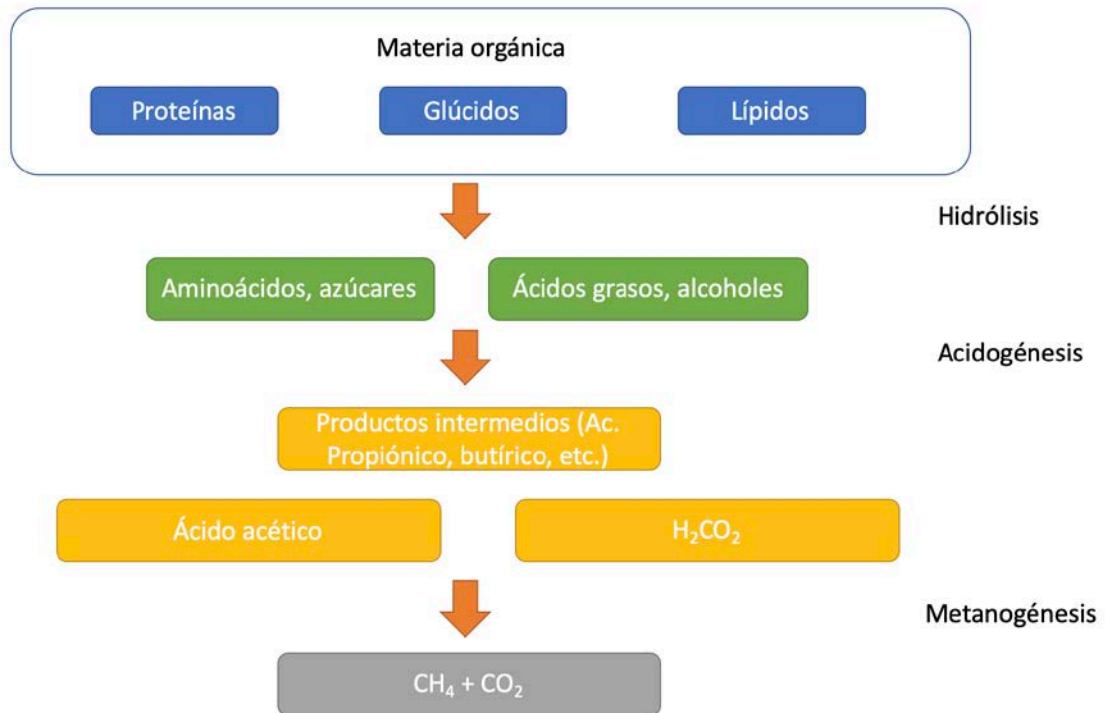 Materia orgánica
Proteínas
Glúcidos
Lípidos
Hidrólisis
Aminoácidos, azúcares
Ácidos grasos, alcoholes
Acidogénesis
Productos intermedios (Ac.
Propiónico, butírico, etc.)
Ácido acético
H₂CO₂
Metanogénesis
CH₄ + CO₂